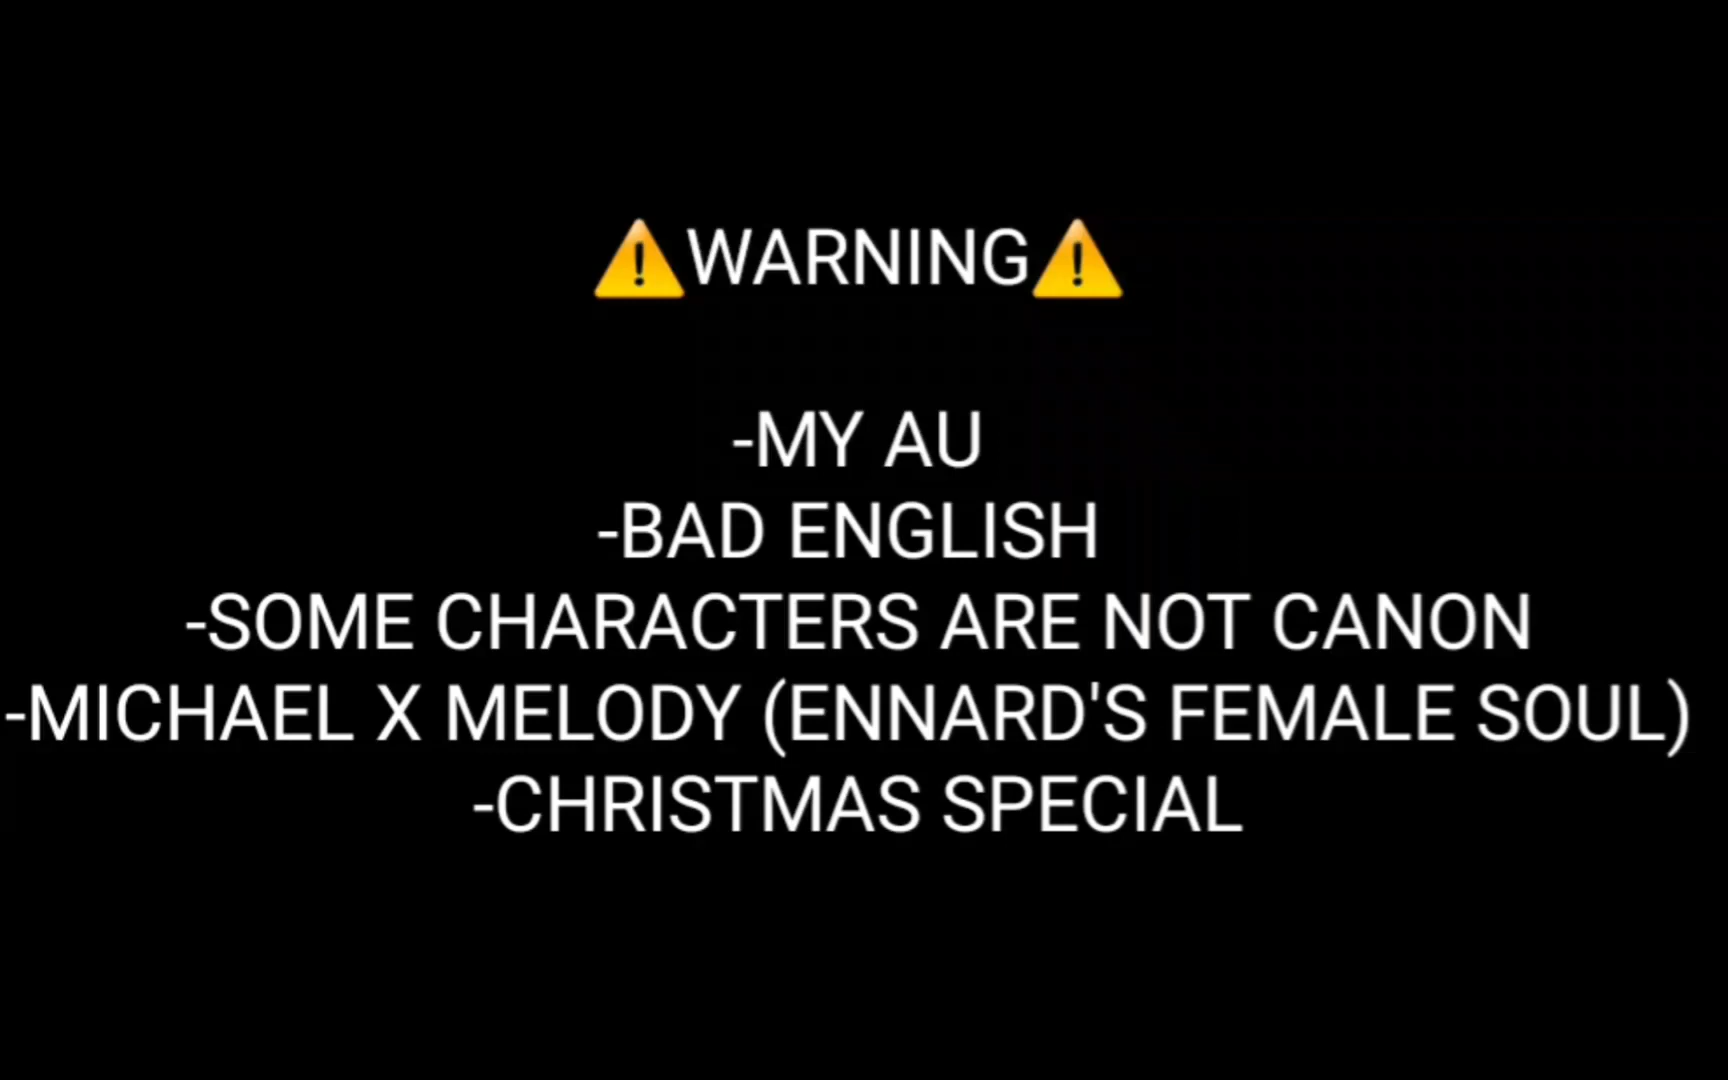 ⚠️WARNING⚠️
-MY AU
-BAD ENGLISH
-SOME CHARACTERS ARE NOT CANON
-MICHAEL X MELODY (ENNARD'S FEMALE SOUL)
-CHRISTMAS SPECIAL